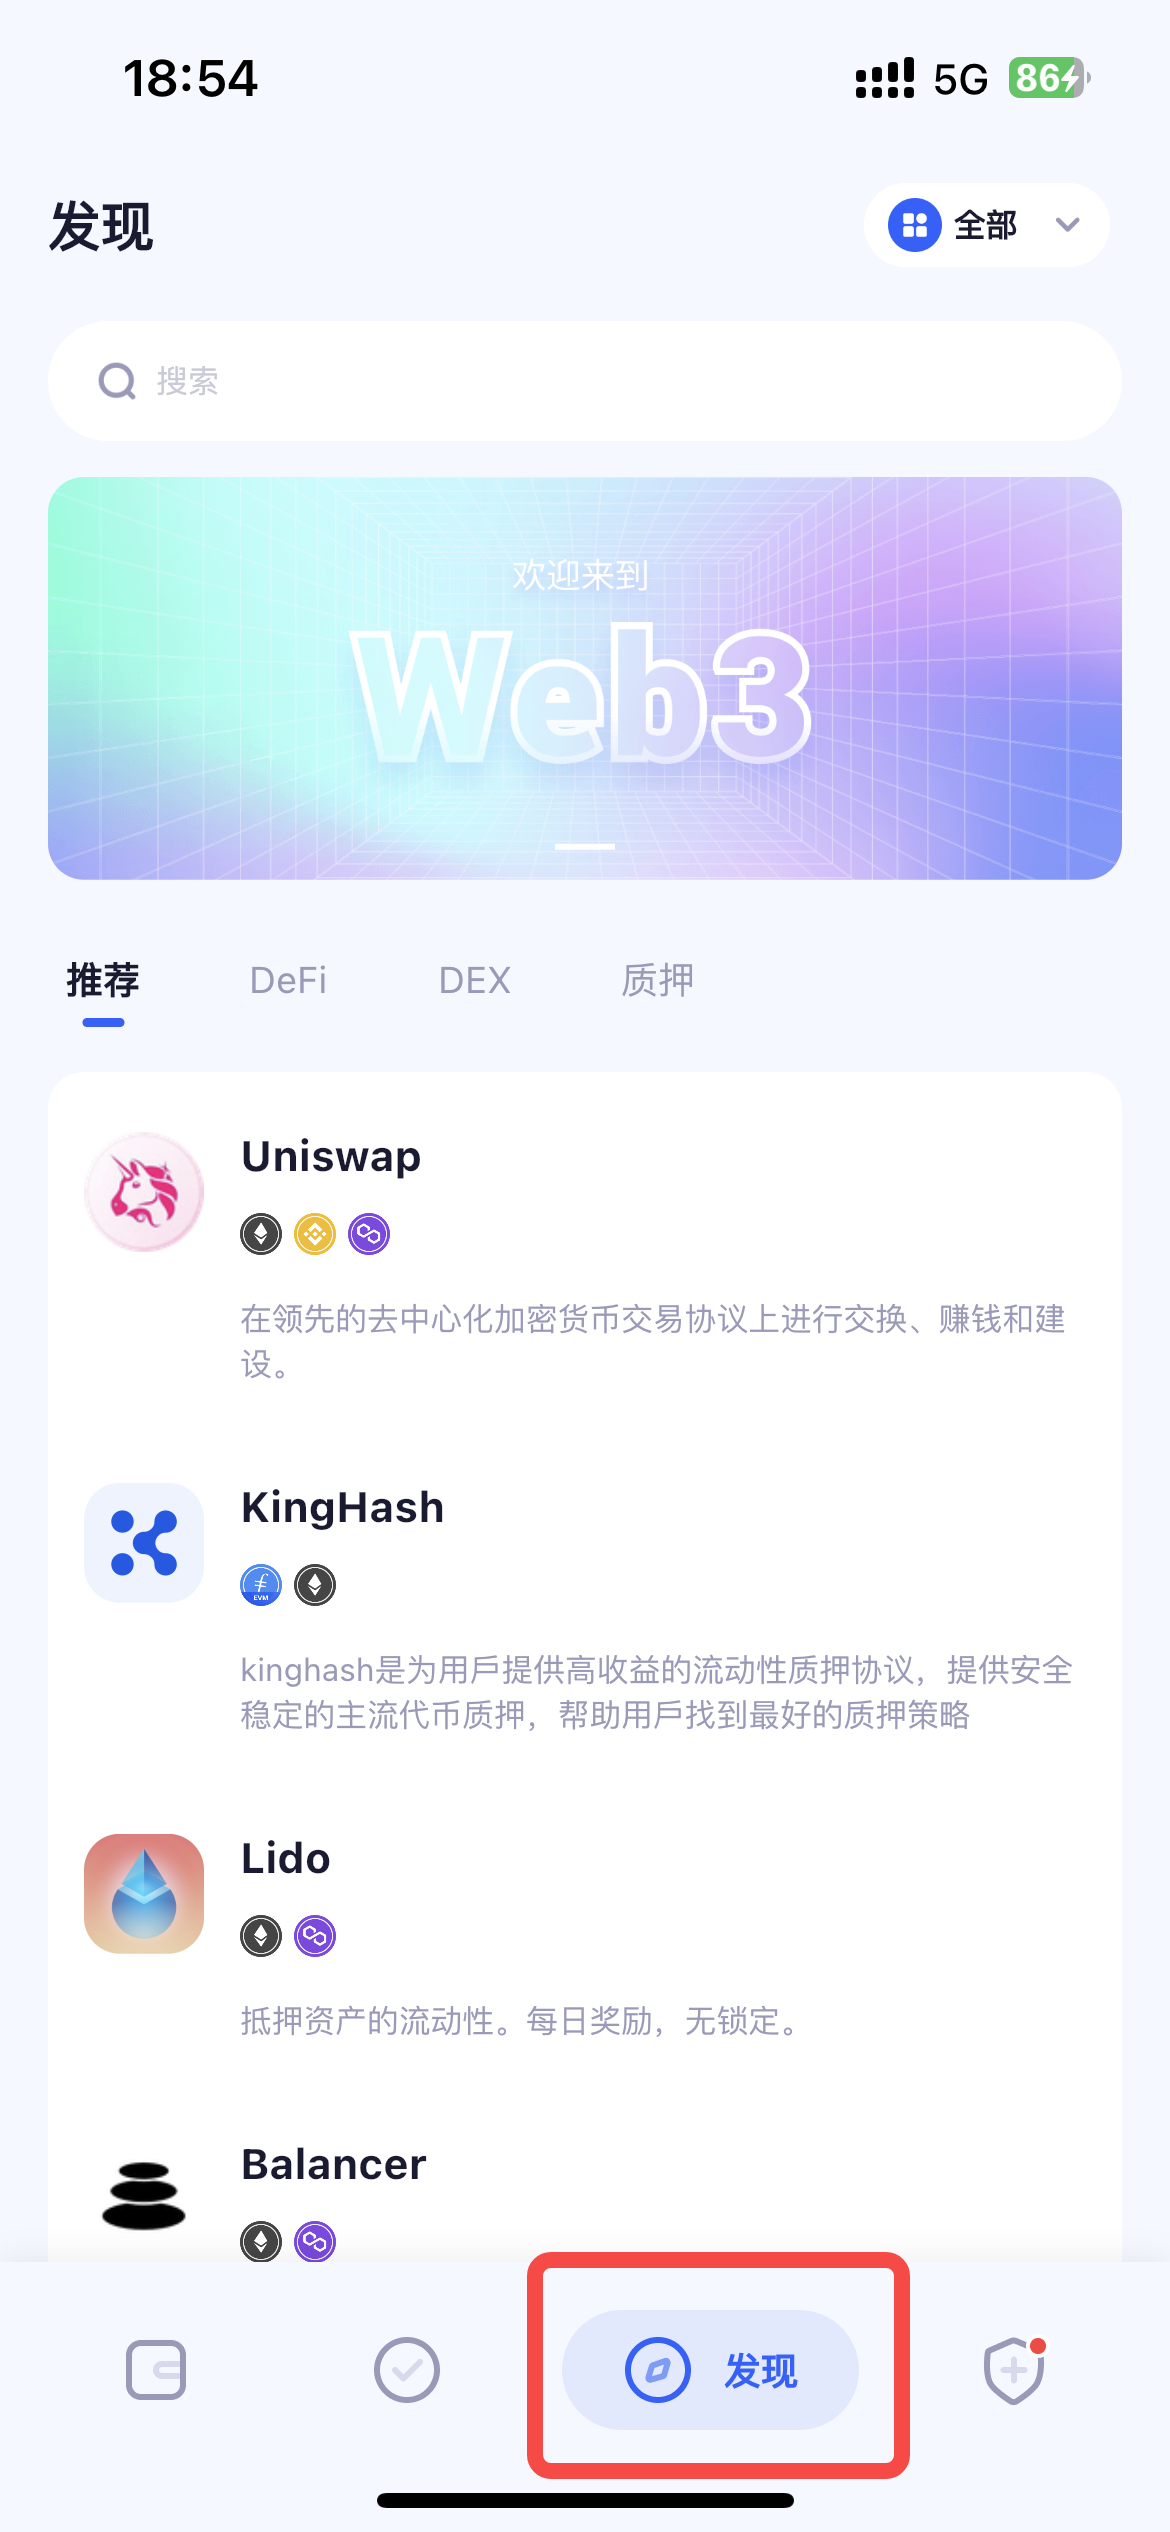 18:54
5G
86
发现
全部
搜索
欢迎来到
Web3
推荐
DeFi
DEX
质押
Uniswap
在领先的去中心化加密货币交易协议上进行交换、赚钱和建
设。
KingHash
EVM
kinghash是为用戶提供高收益的流动性质押协议，提供安全
稳定的主流代币质押，帮助用戶找到最好的质押策略
Lido
抵押资产的流动性。每日奖励，无锁定。
Balancer
发现